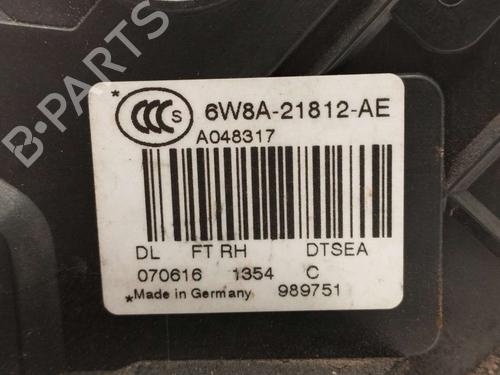 B-PARTS
* CCC S 6W8A-21812-AE
A048317
DL FT RH DTSEA
070616 1354 C
*Made in Germany 989751